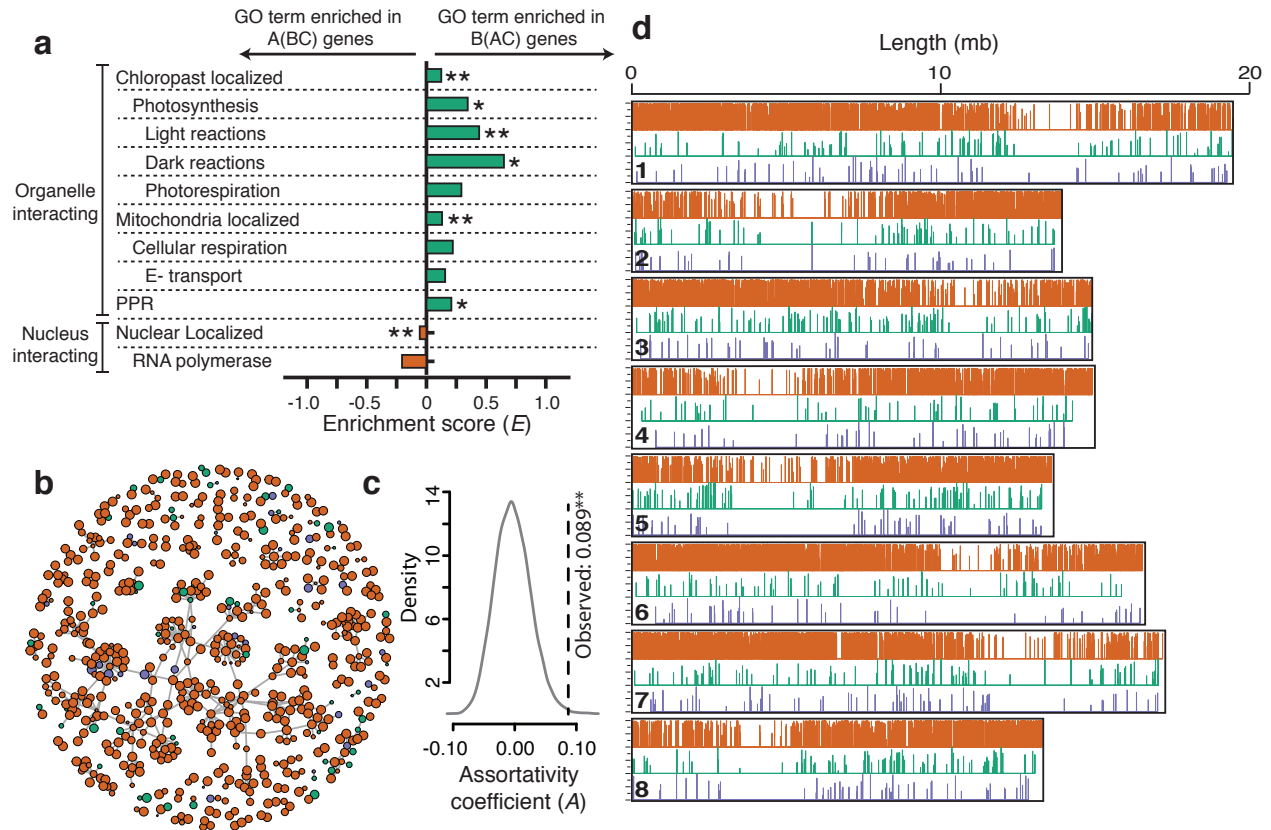 a
GO term enriched in
A(BC) genes
GO term enriched in
B(AC) genes
Organelle
interacting
Chloropast localized
**
Photosynthesis
*
Light reactions
**
Dark reactions
*
Photorespiration
Mitochondria localized
**
Cellular respiration
E- transport
PPR
*
Nucleus
interacting
Nuclear Localized
**
RNA polymerase
-1.0 -0.5 0 0.5 1.0
Enrichment score (E)
b
c
14
10
6
2
Density
Observed: 0.089**
-0.10 0.00 0.10
Assortativity
coefficient (A)
d
Length (mb)
0 10 20
1
2
3
4
5
6
7
8